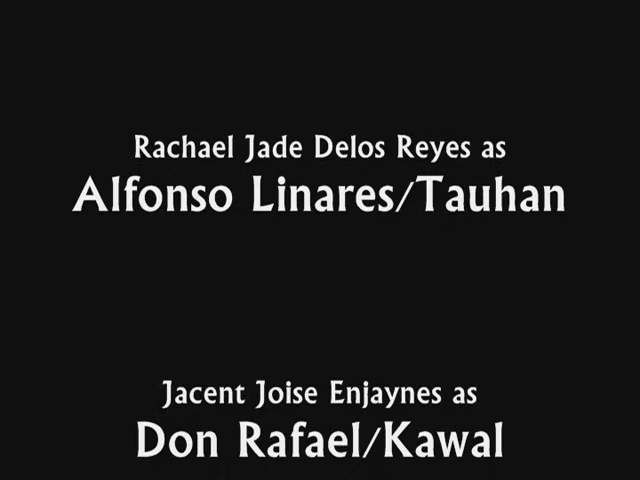 Rachael Jade Delos Reyes as
Alfonso Linares/Tauhan
Jacent Joise Enjaynes as
Don Rafael/Kawal